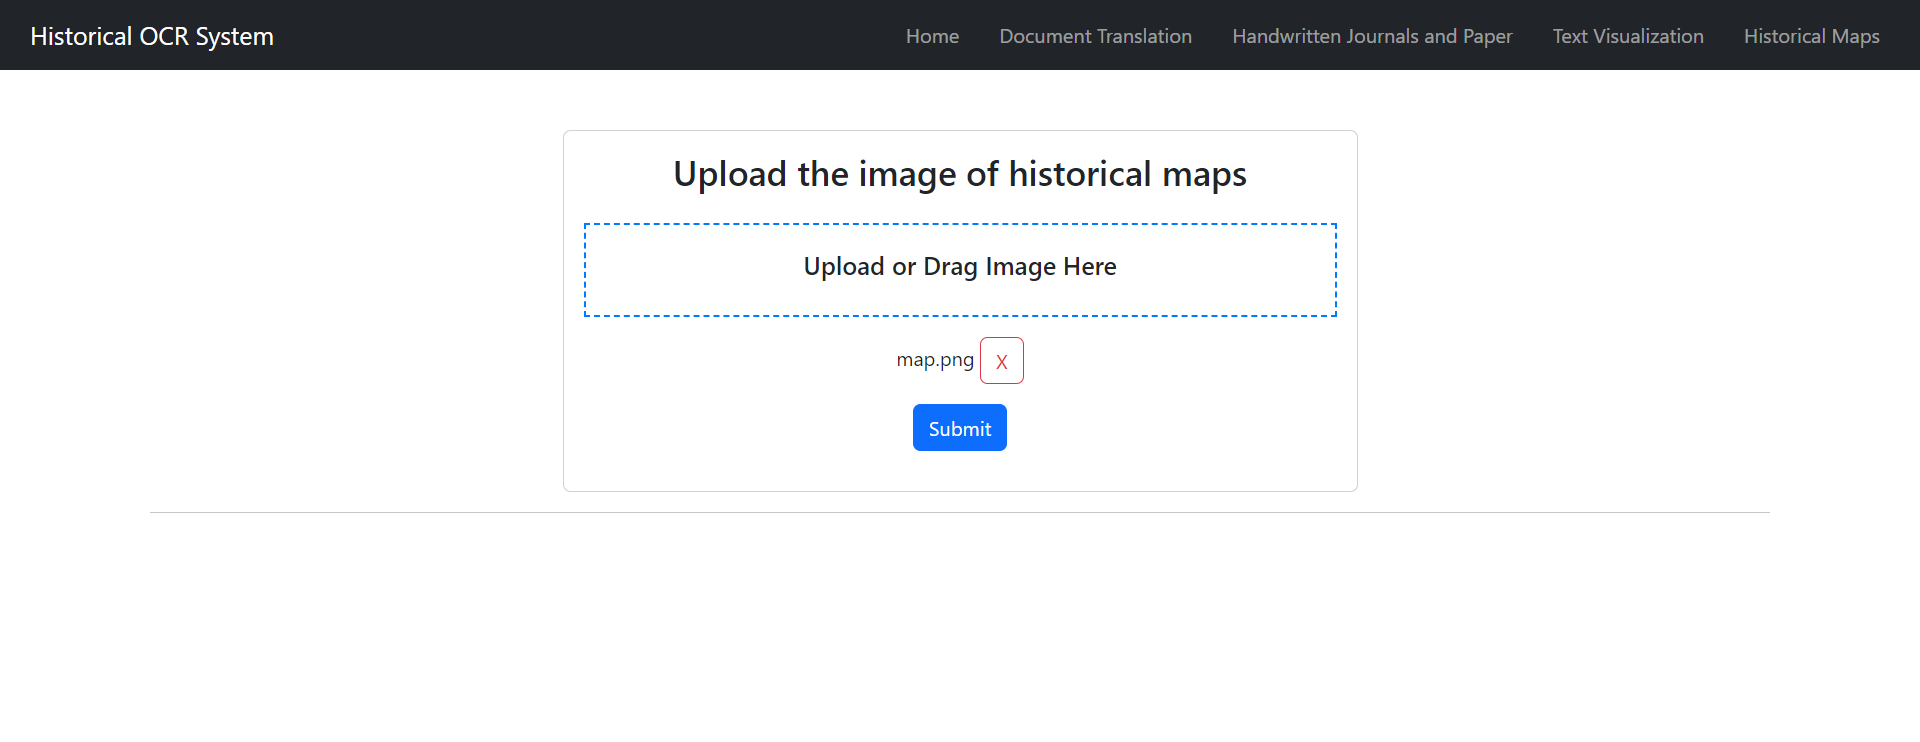 Historical OCR System
Home
Document Translation
Handwritten Journals and Paper
Text Visualization
Historical Maps
Upload the image of historical maps
Upload or Drag Image Here
map.png X
Submit